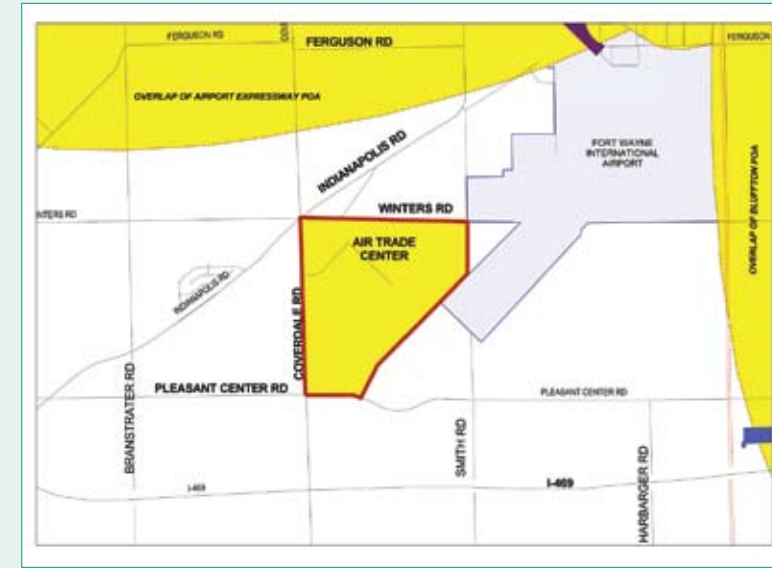 FERGUSON RD
FERGUSON RD
FERGUSON
OVERLAP OF AIRPORT EXPRESSWAY POA
INDIANAPOLIS RD
FORT WAYNE
INTERNATIONAL
AIRPORT
OVERLAP OF BLUFFTON POA
WINTERS RD
NTERS RD
AIR TRADE
CENTER
INDIANAPOLIS RD
COVERDALE RD
PLEASANT CENTER RD
PLEASANT CENTER RD
BRANSTRATER RD
SMITH RD
HARBARGER RD
I-469
I-469